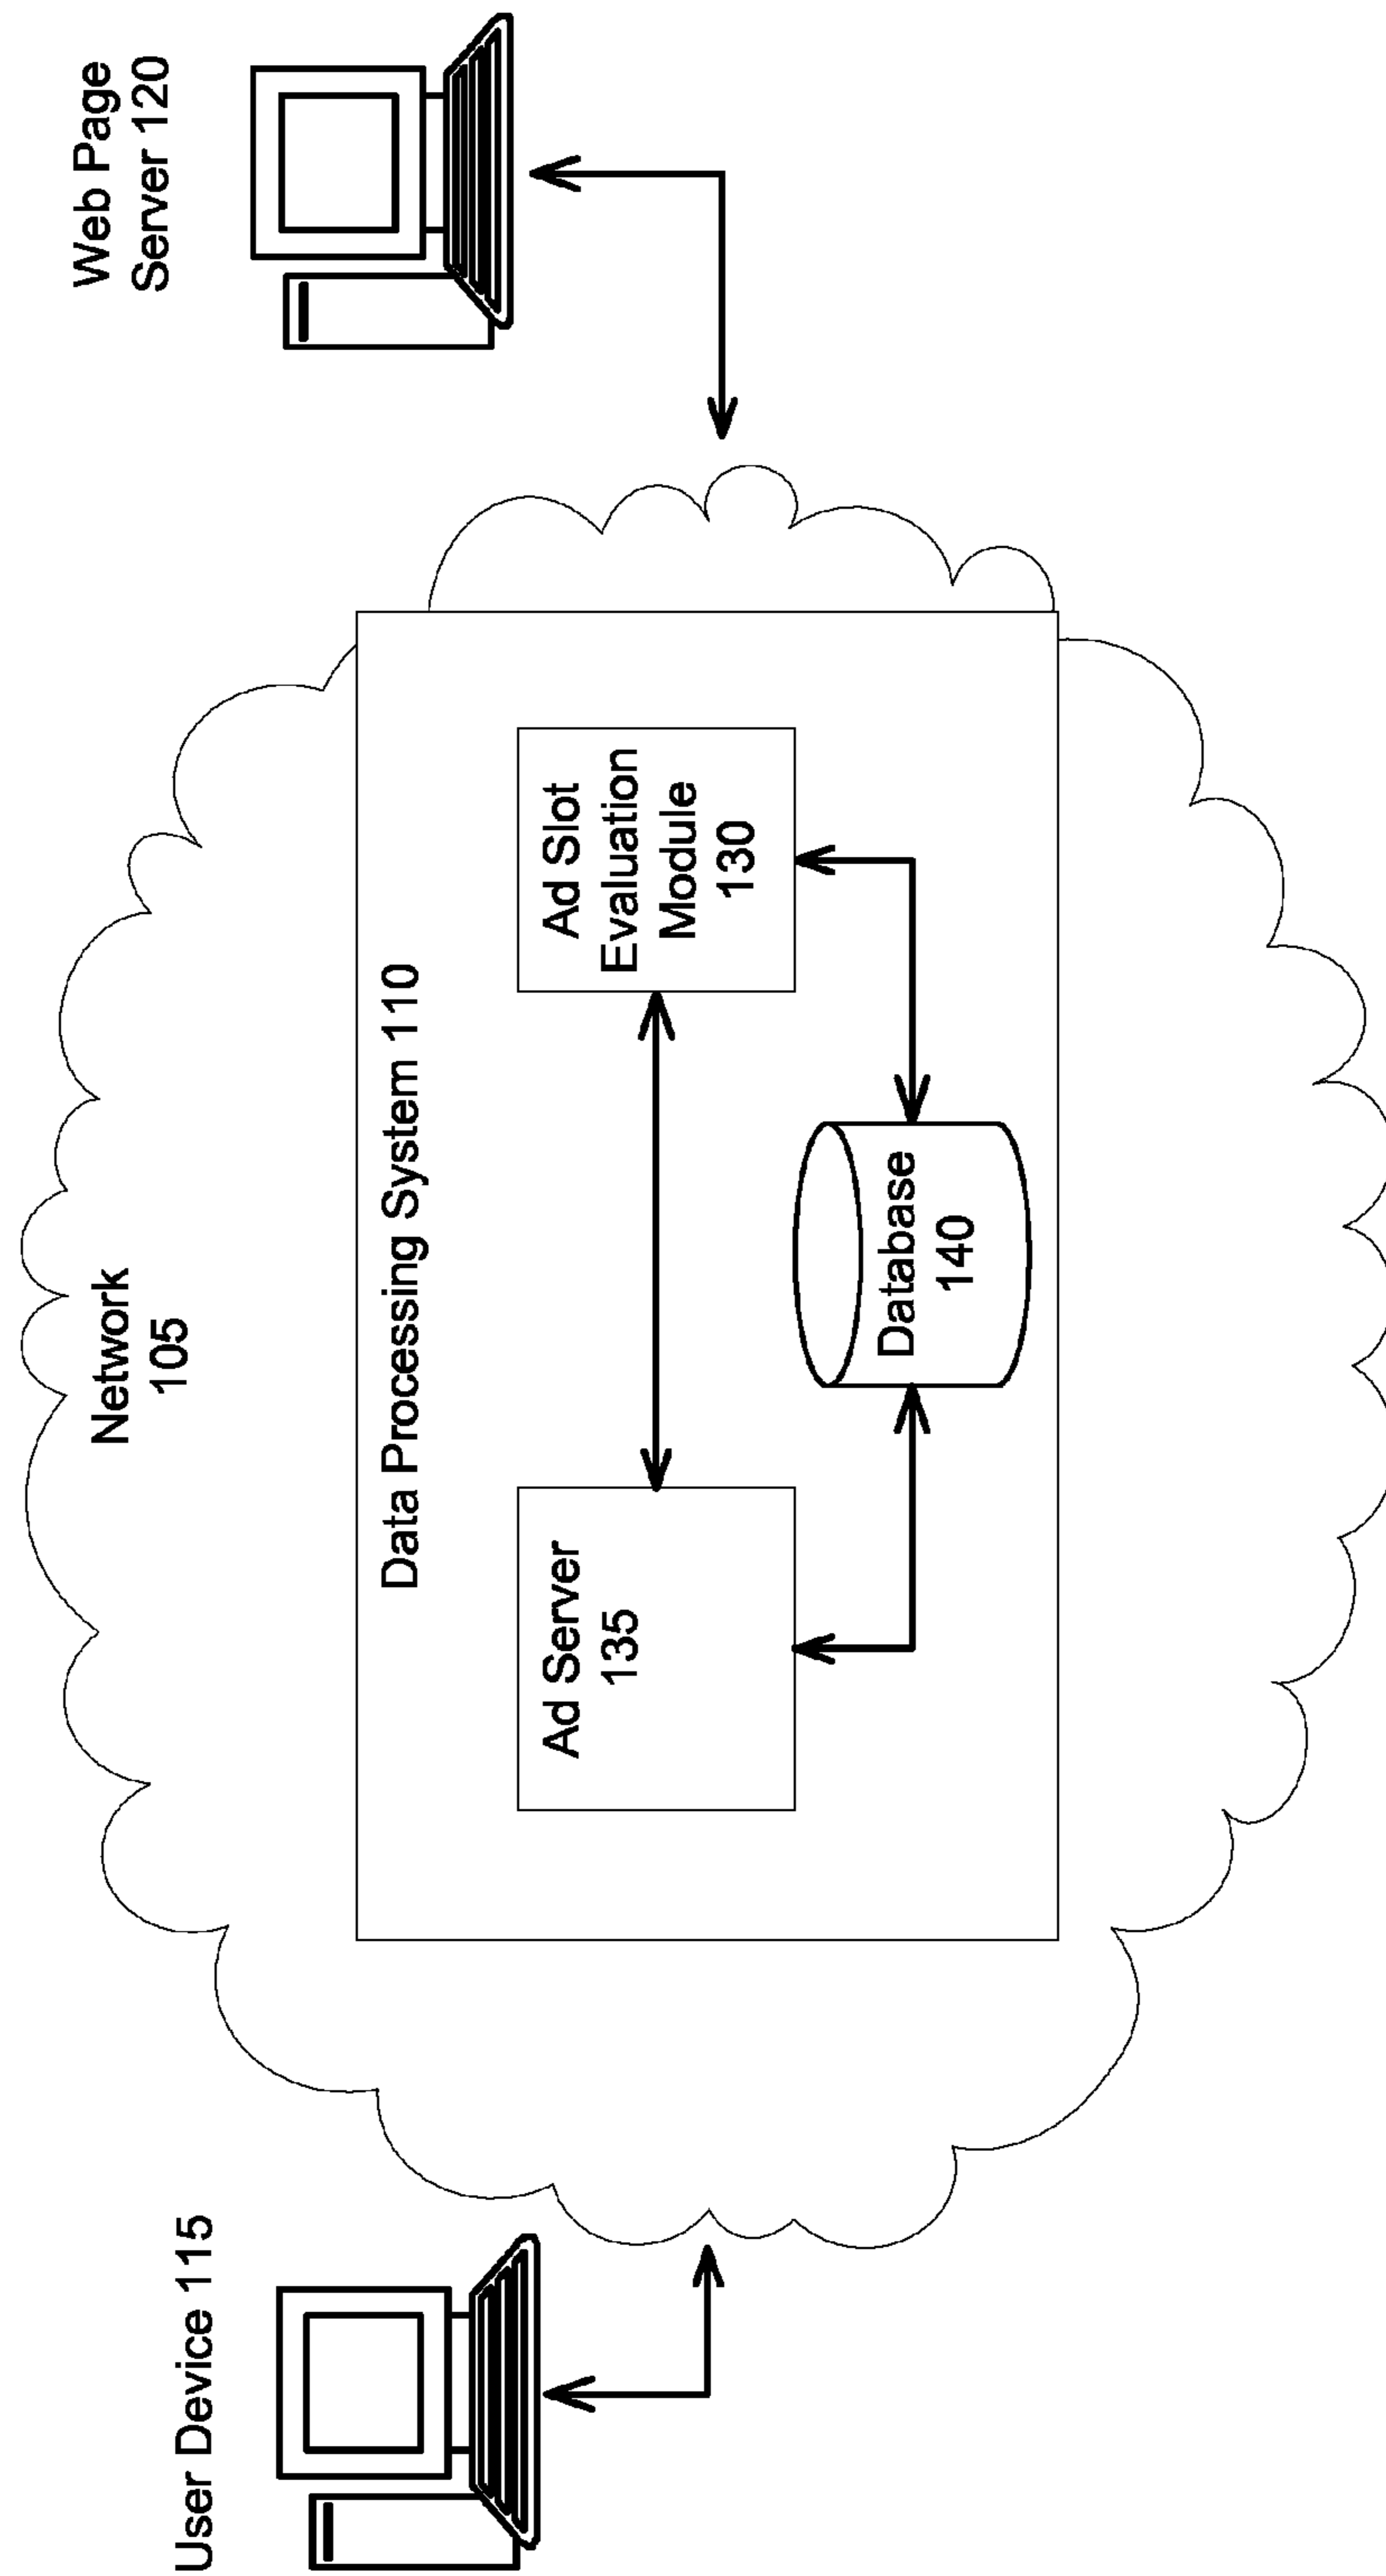 User Device 115
Network
105
Web Page
Server 120
Data Processing System 110
Ad Server
135
Ad Slot
Evaluation
Module
130
Database
140